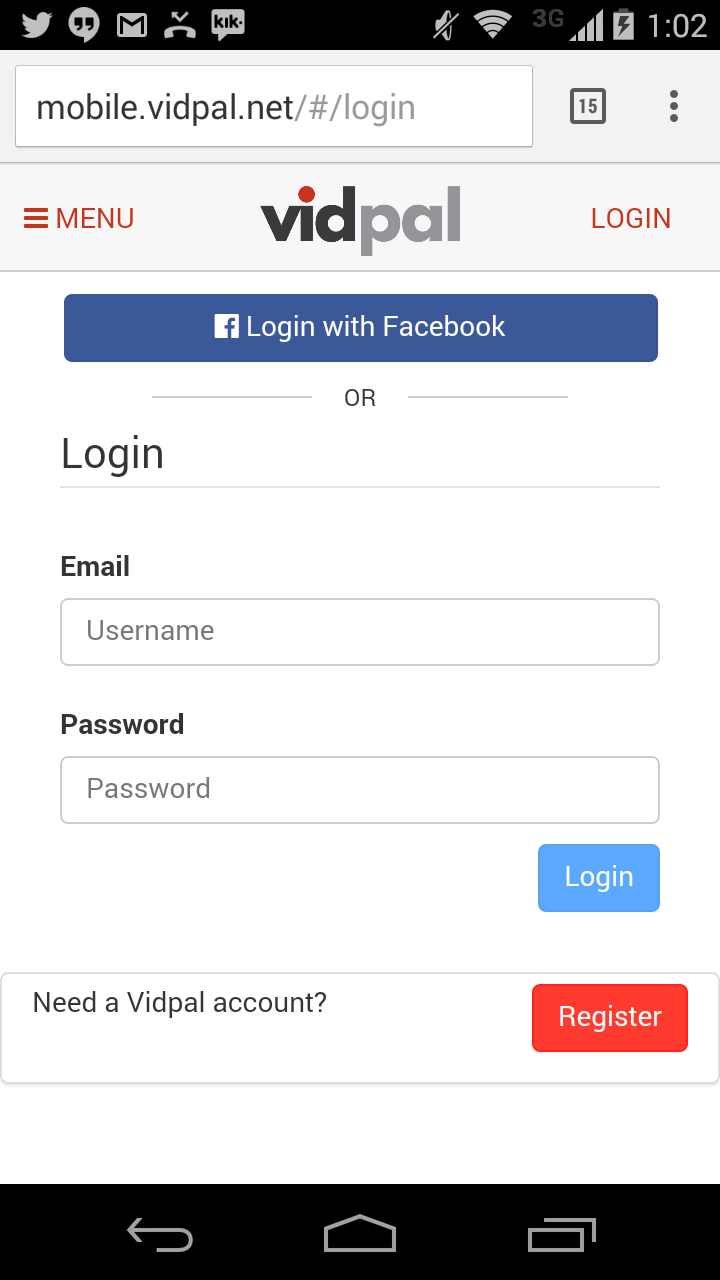 kik·
3G
1:02
mobile.vidpal.net/#/login
15
MENU
vidpal
LOGIN
Login with Facebook
OR
Login
Email
Username
Password
Password
Login
Need a Vidpal account?
Register